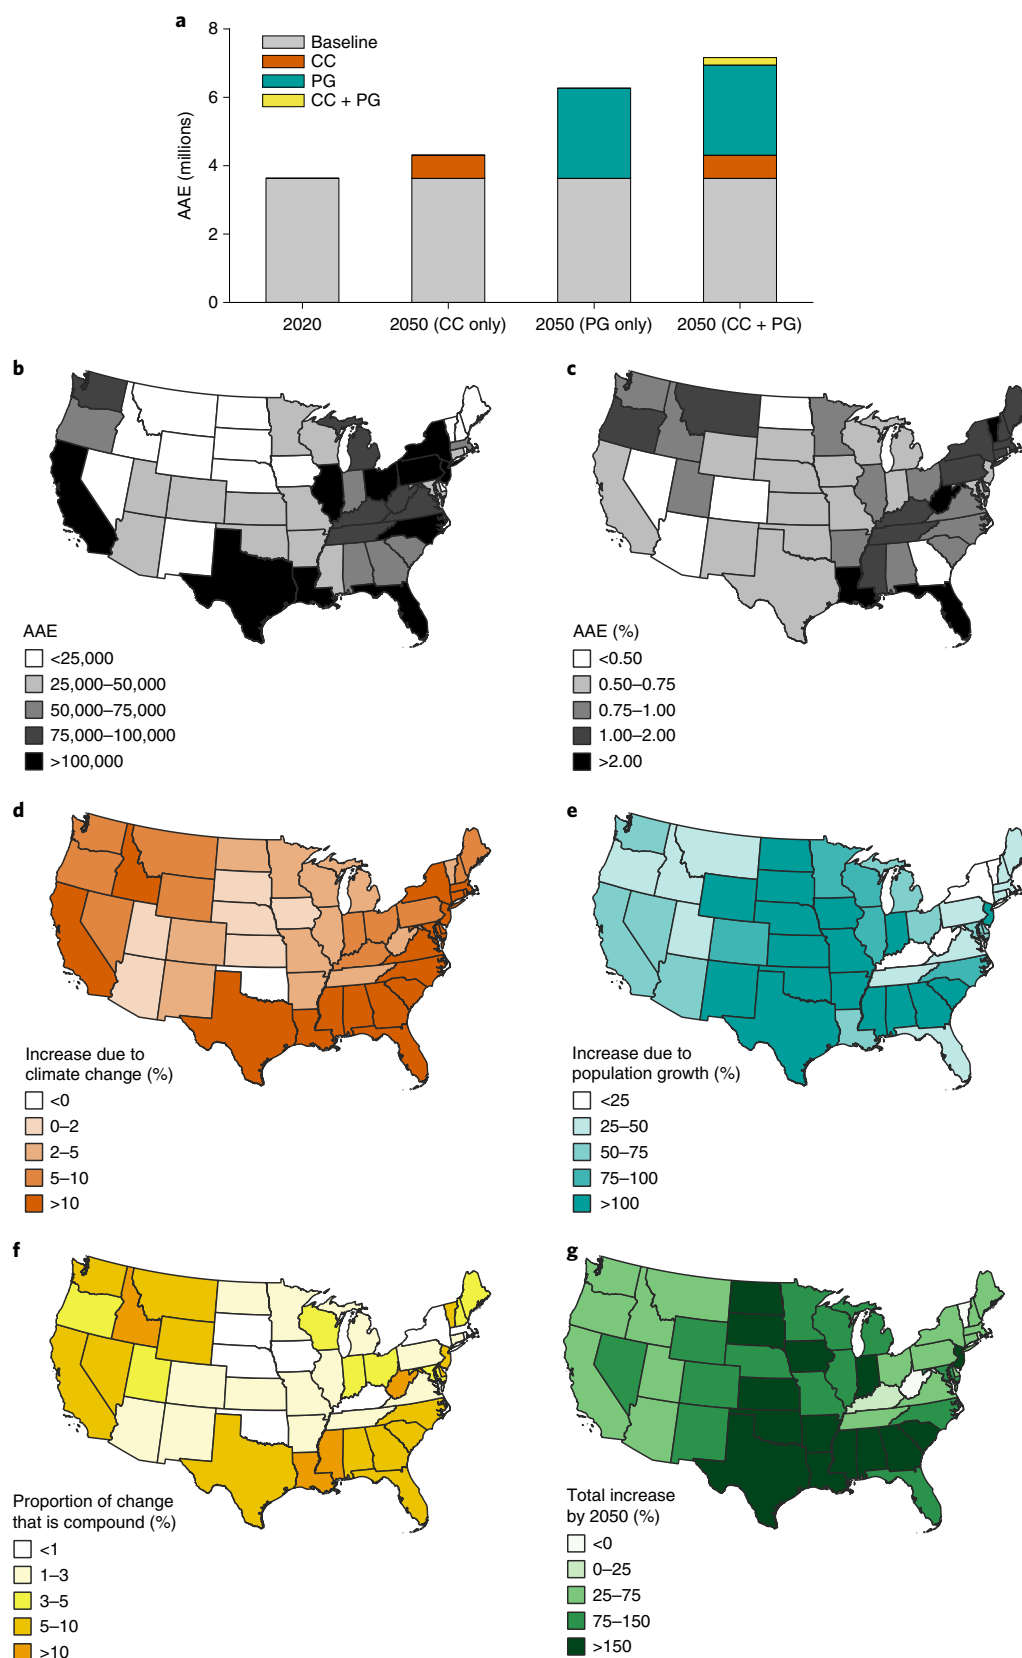 a
8
6
4
2
0
AAE (millions)
Baseline
CC
PG
CC + PG
2020
2050 (CC only)
2050 (PG only)
2050 (CC + PG)
b
AAE
<25,000
25,000–50,000
50,000–75,000
75,000–100,000
>100,000
c
AAE (%)
<0.50
0.50–0.75
0.75–1.00
1.00–2.00
>2.00
d
Increase due to
climate change (%)
<0
0–2
2–5
5–10
>10
e
Increase due to
population growth (%)
<25
25–50
50–75
75–100
>100
f
Proportion of change
that is compound (%)
<1
1–3
3–5
5–10
>10
g
Total increase
by 2050 (%)
<0
0–25
25–75
75–150
>150